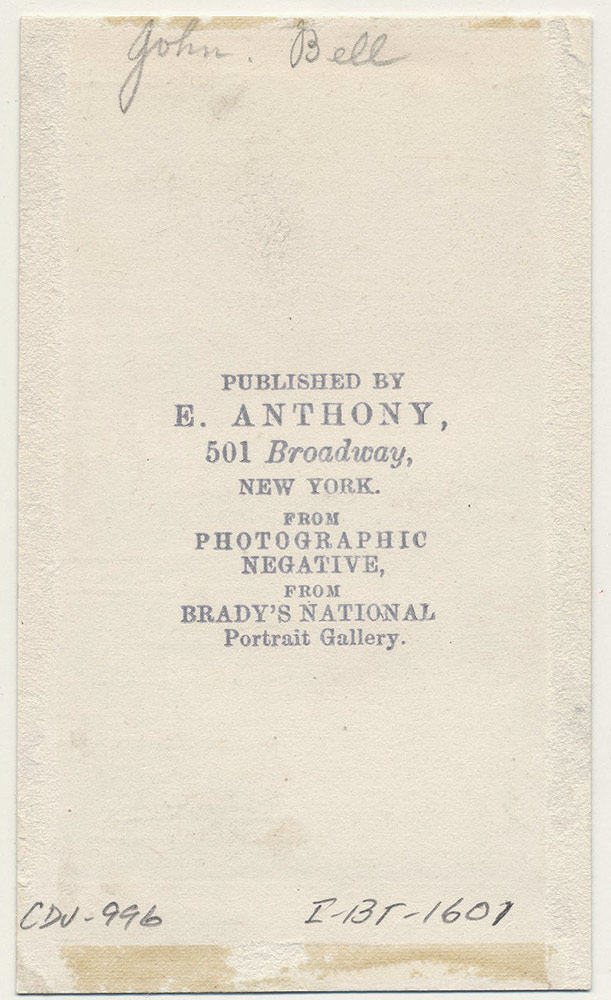 John. Bell
PUBLISHED BY
E. ANTHONY,
501 Broadway,
NEW YORK.
FROM
PHOTOGRAPHIC
NEGATIVE,
FROM
BRADY'S NATIONAL
Portrait Gallery.
CDV-996 I-BT-1601